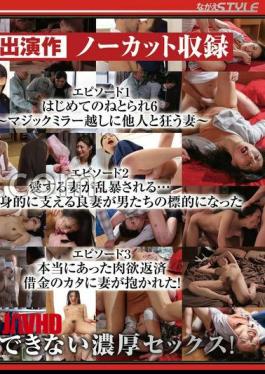 ながえSTYLE
出演作 ノーカット収録
エピソード1
はじめてのねとられ6
~マジックミラー越しに他人と狂う妻~
エピソード2
愛する妻が乱暴される…
身的に支える良妻が男たちの標的になった
エピソード3
本当にあった肉欲返済
借金のカタに妻が抱かれた!
JAVHD
できない濃厚セックス!